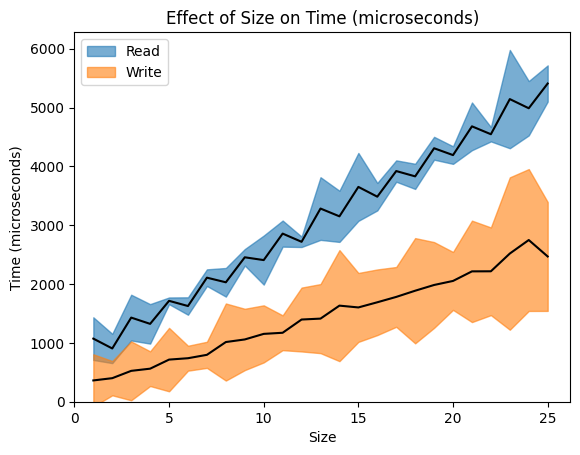 Effect of Size on Time (microseconds)
Read
Write
6000
5000
4000
3000
2000
1000
0
Time (microseconds)
0 5 10 15 20 25
Size